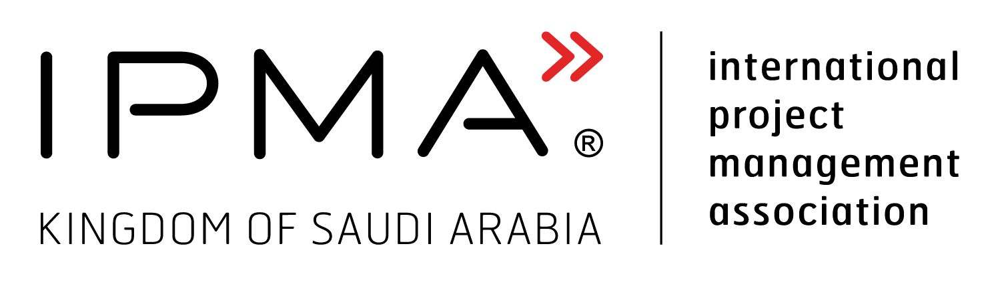 IPMA®
KINGDOM OF SAUDI ARABIA
international
project
management
association